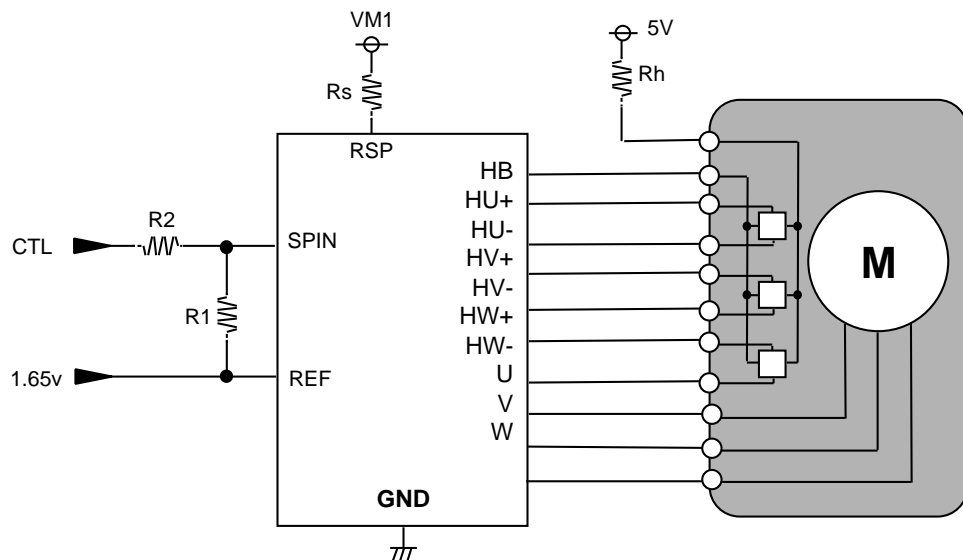 VM1
5V
Rs
Rh
RSP
HB
HU+
HU-
HV+
HV-
HW+
HW-
U
V
W
R2
CTL
SPIN
R1
1.65v
REF
GND
M